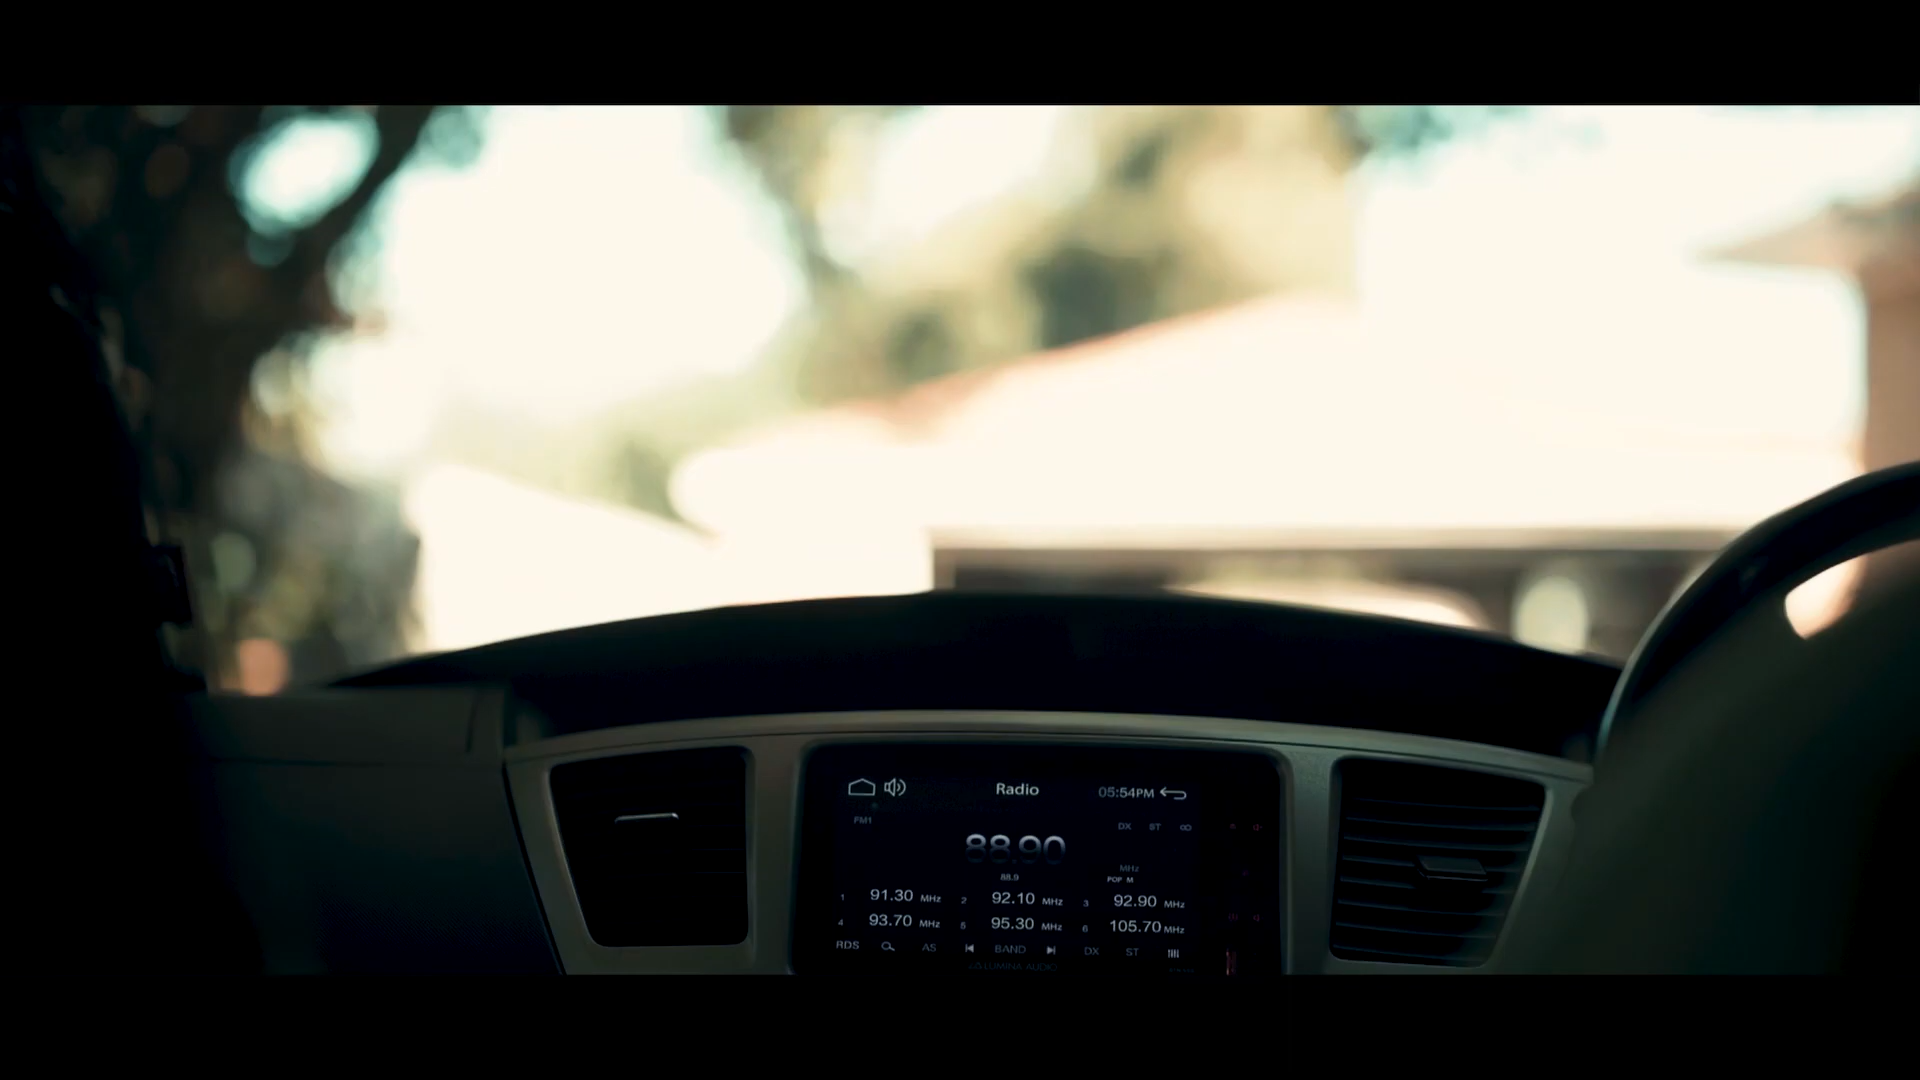 Radio 05:54PM
FM1 DX ST
88.90
MHz
88.9 POP M
1 91.30 MHz 2 92.10 MHz 3 92.90 MHz
4 93.70 MHz 5 95.30 MHz 6 105.70 MHz
RDS AS BAND DX ST
LUMINA AUDIO